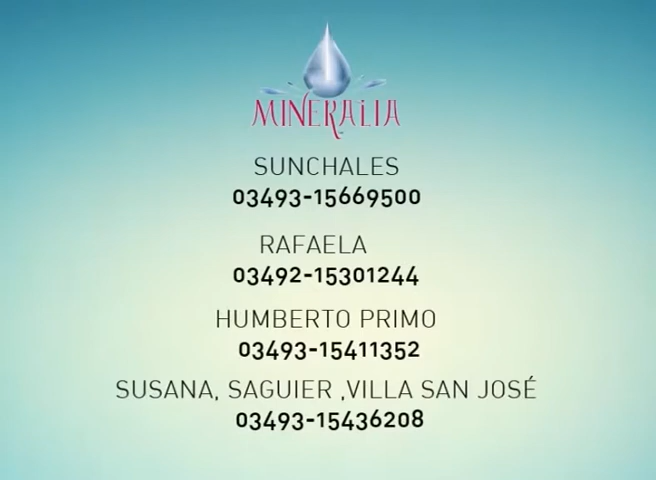 MINERALIA
SUNCHALES
03493-15669500
RAFAELA
03492-15301244
HUMBERTO PRIMO
03493-15411352
SUSANA, SAGUIER ,VILLA SAN JOSÉ
03493-15436208